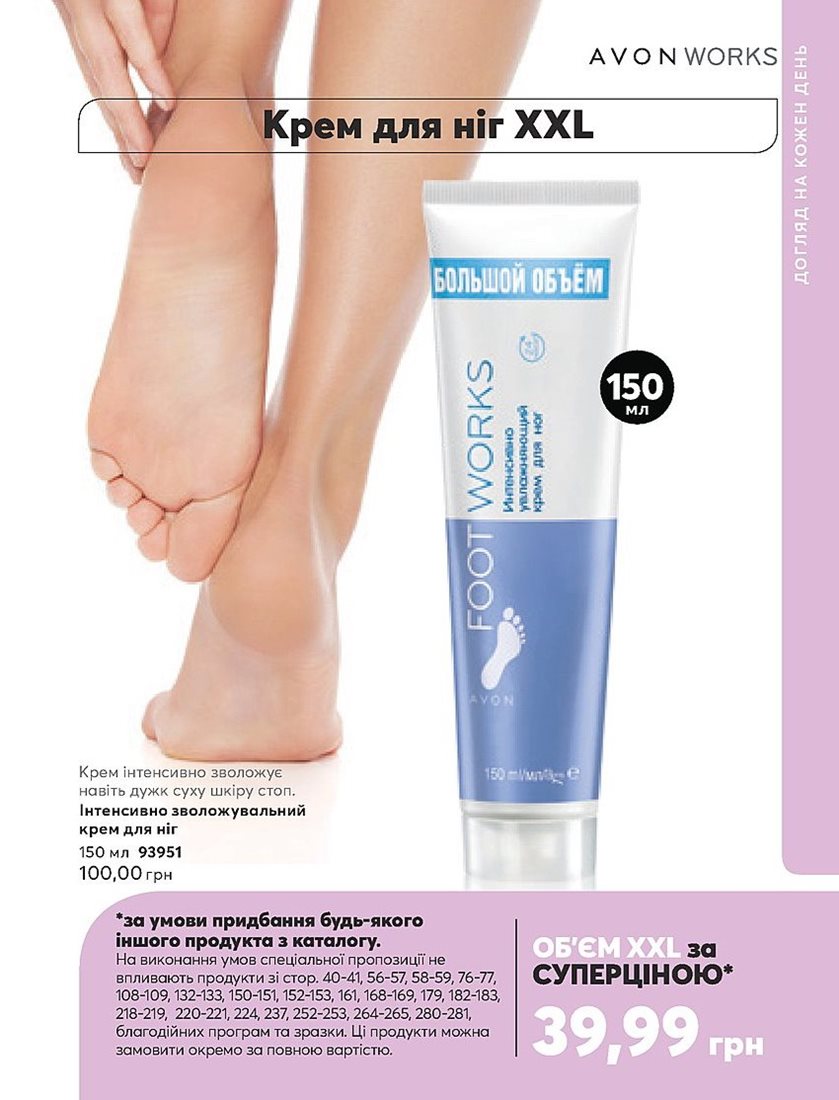 AVON WORKS
ДОГЛЯД НА КОЖЕН ДЕНЬ
Крем для ніг XXL
БОЛЬШОЙ ОБЪЁМ
FOOT WORKS
Интенсивно
увлажняющий
крем для ног
AVON
150 ml/мл/
150
мл
Крем інтенсивно зволожує
навіть дужк суху шкіру стоп.
Інтенсивно зволожувальний
крем для ніг
150 мл 93951
100,00 грн
*за умови придбання будь-якого
іншого продукта з каталогу.
На виконання умов спеціальної пропозиції не
впливають продукти зі стор. 40-41, 56-57, 58-59, 76-77,
108-109, 132-133, 150-151, 152-153, 161, 168-169, 179, 182-183,
218-219, 220-221, 224, 237, 252-253, 264-265, 280-281,
благодійних програм та зразки. Ці продукти можна
замовити окремо за повною вартістю.
ОБ'ЄМ XXL за
СУПЕРЦІНОЮ*
39,99 грн